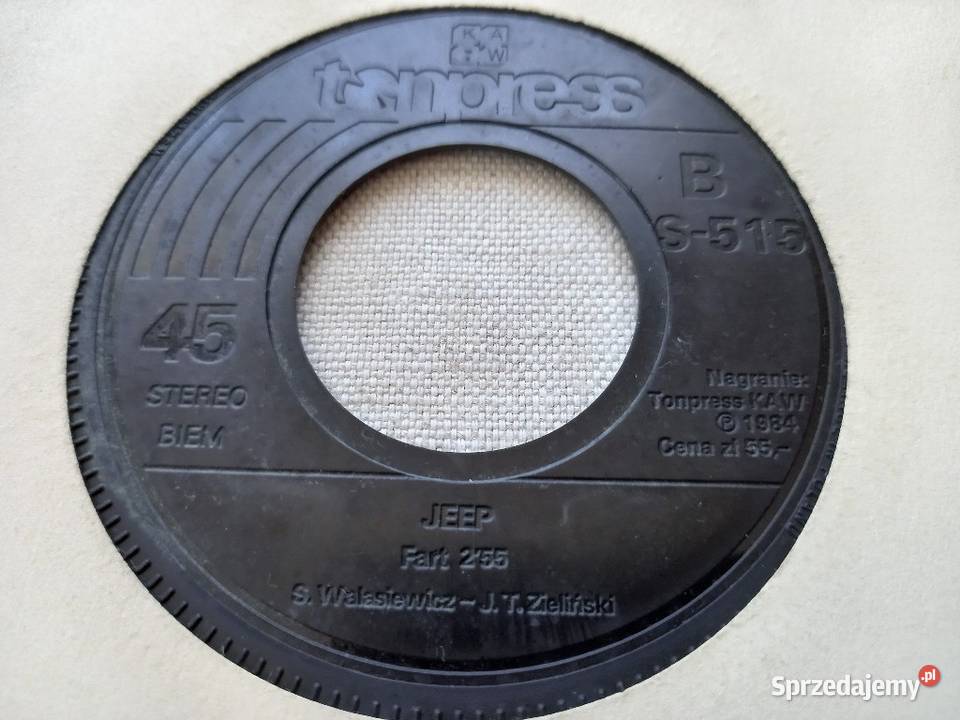 KAW
tonpress
B
S-515
45
STEREO
BIEM
Nagranie:
Tonpress KAW
℗ 1984
Cena zł 55,-
JEEP
Fart 2'55
S. Walasiewicz – J. T. Zieliński
Sprzedajemy.pl